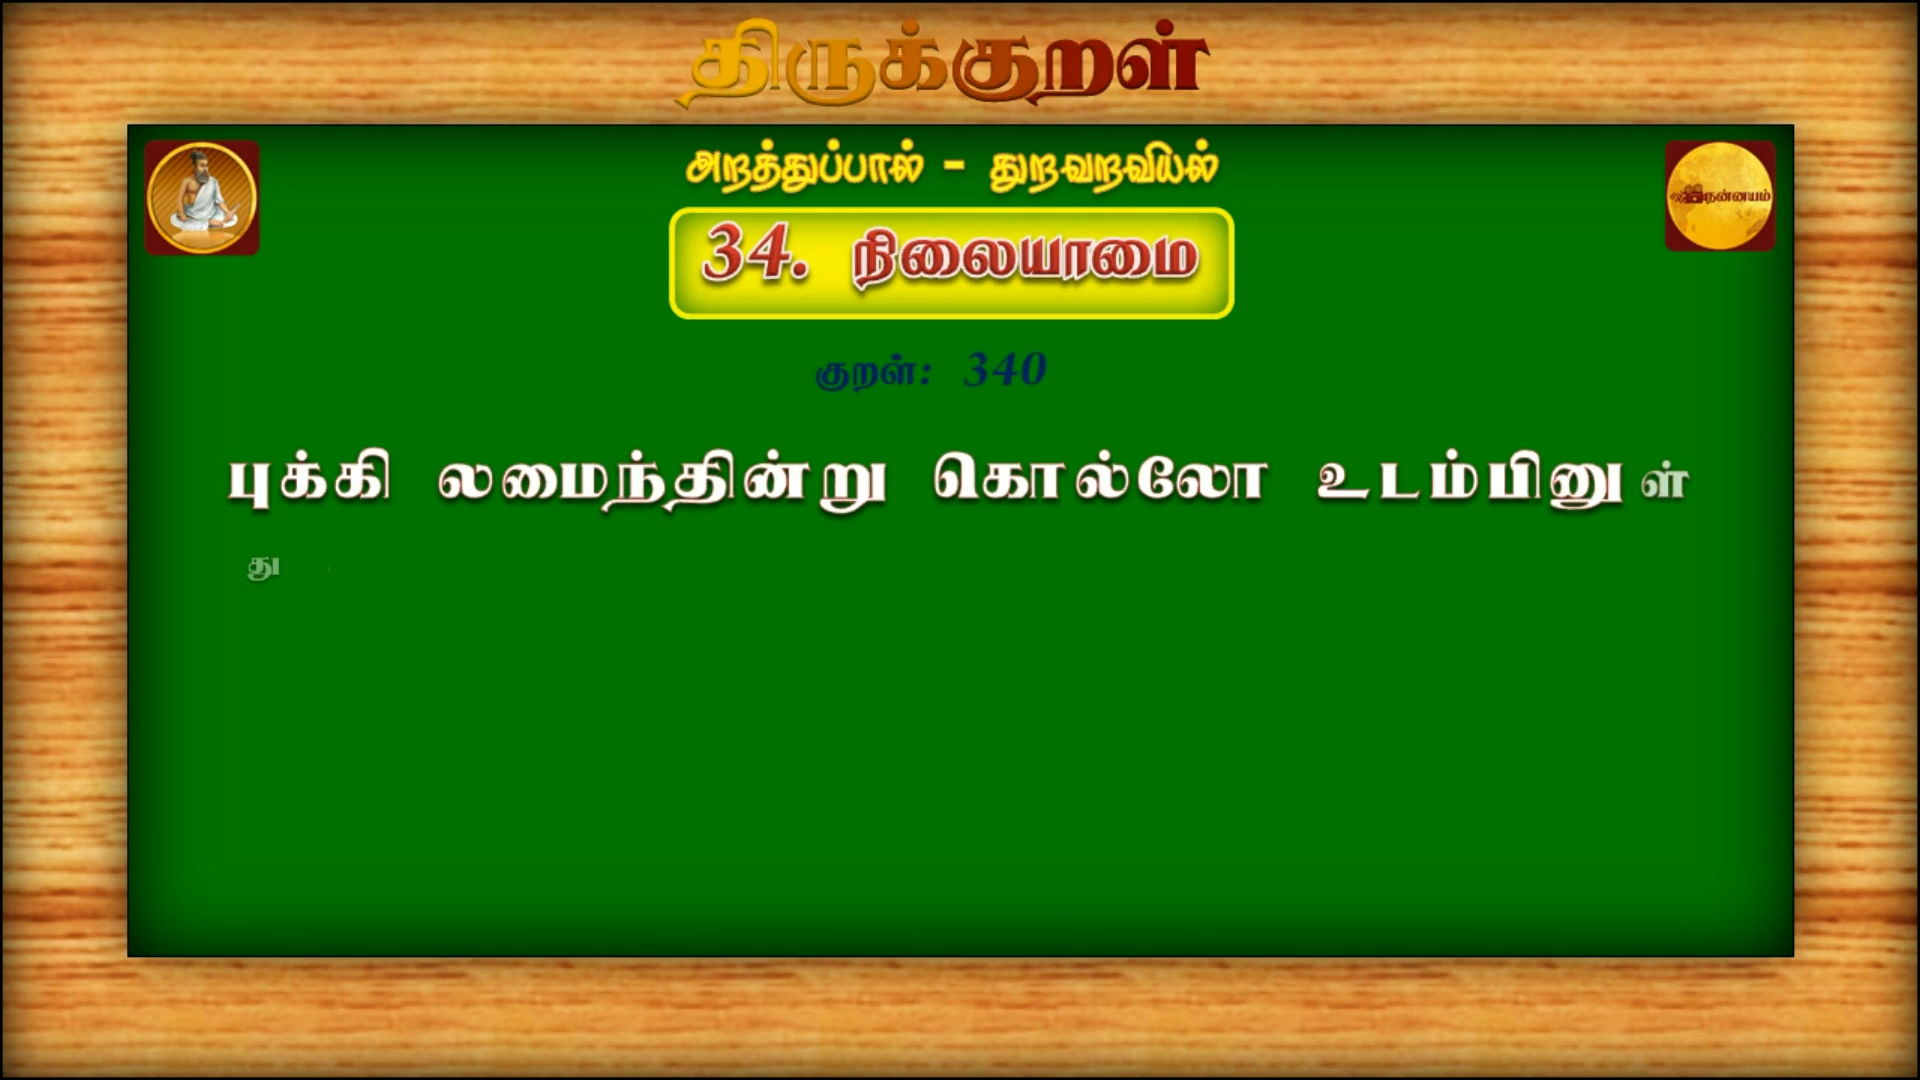 திருக்குறள்
அறத்துப்பால் - துறவறவியல்
34. நிலையாமை
குறள்: 340
புக்கி லமைந்தின்று கொல்லோ உடம்பினுள்
து